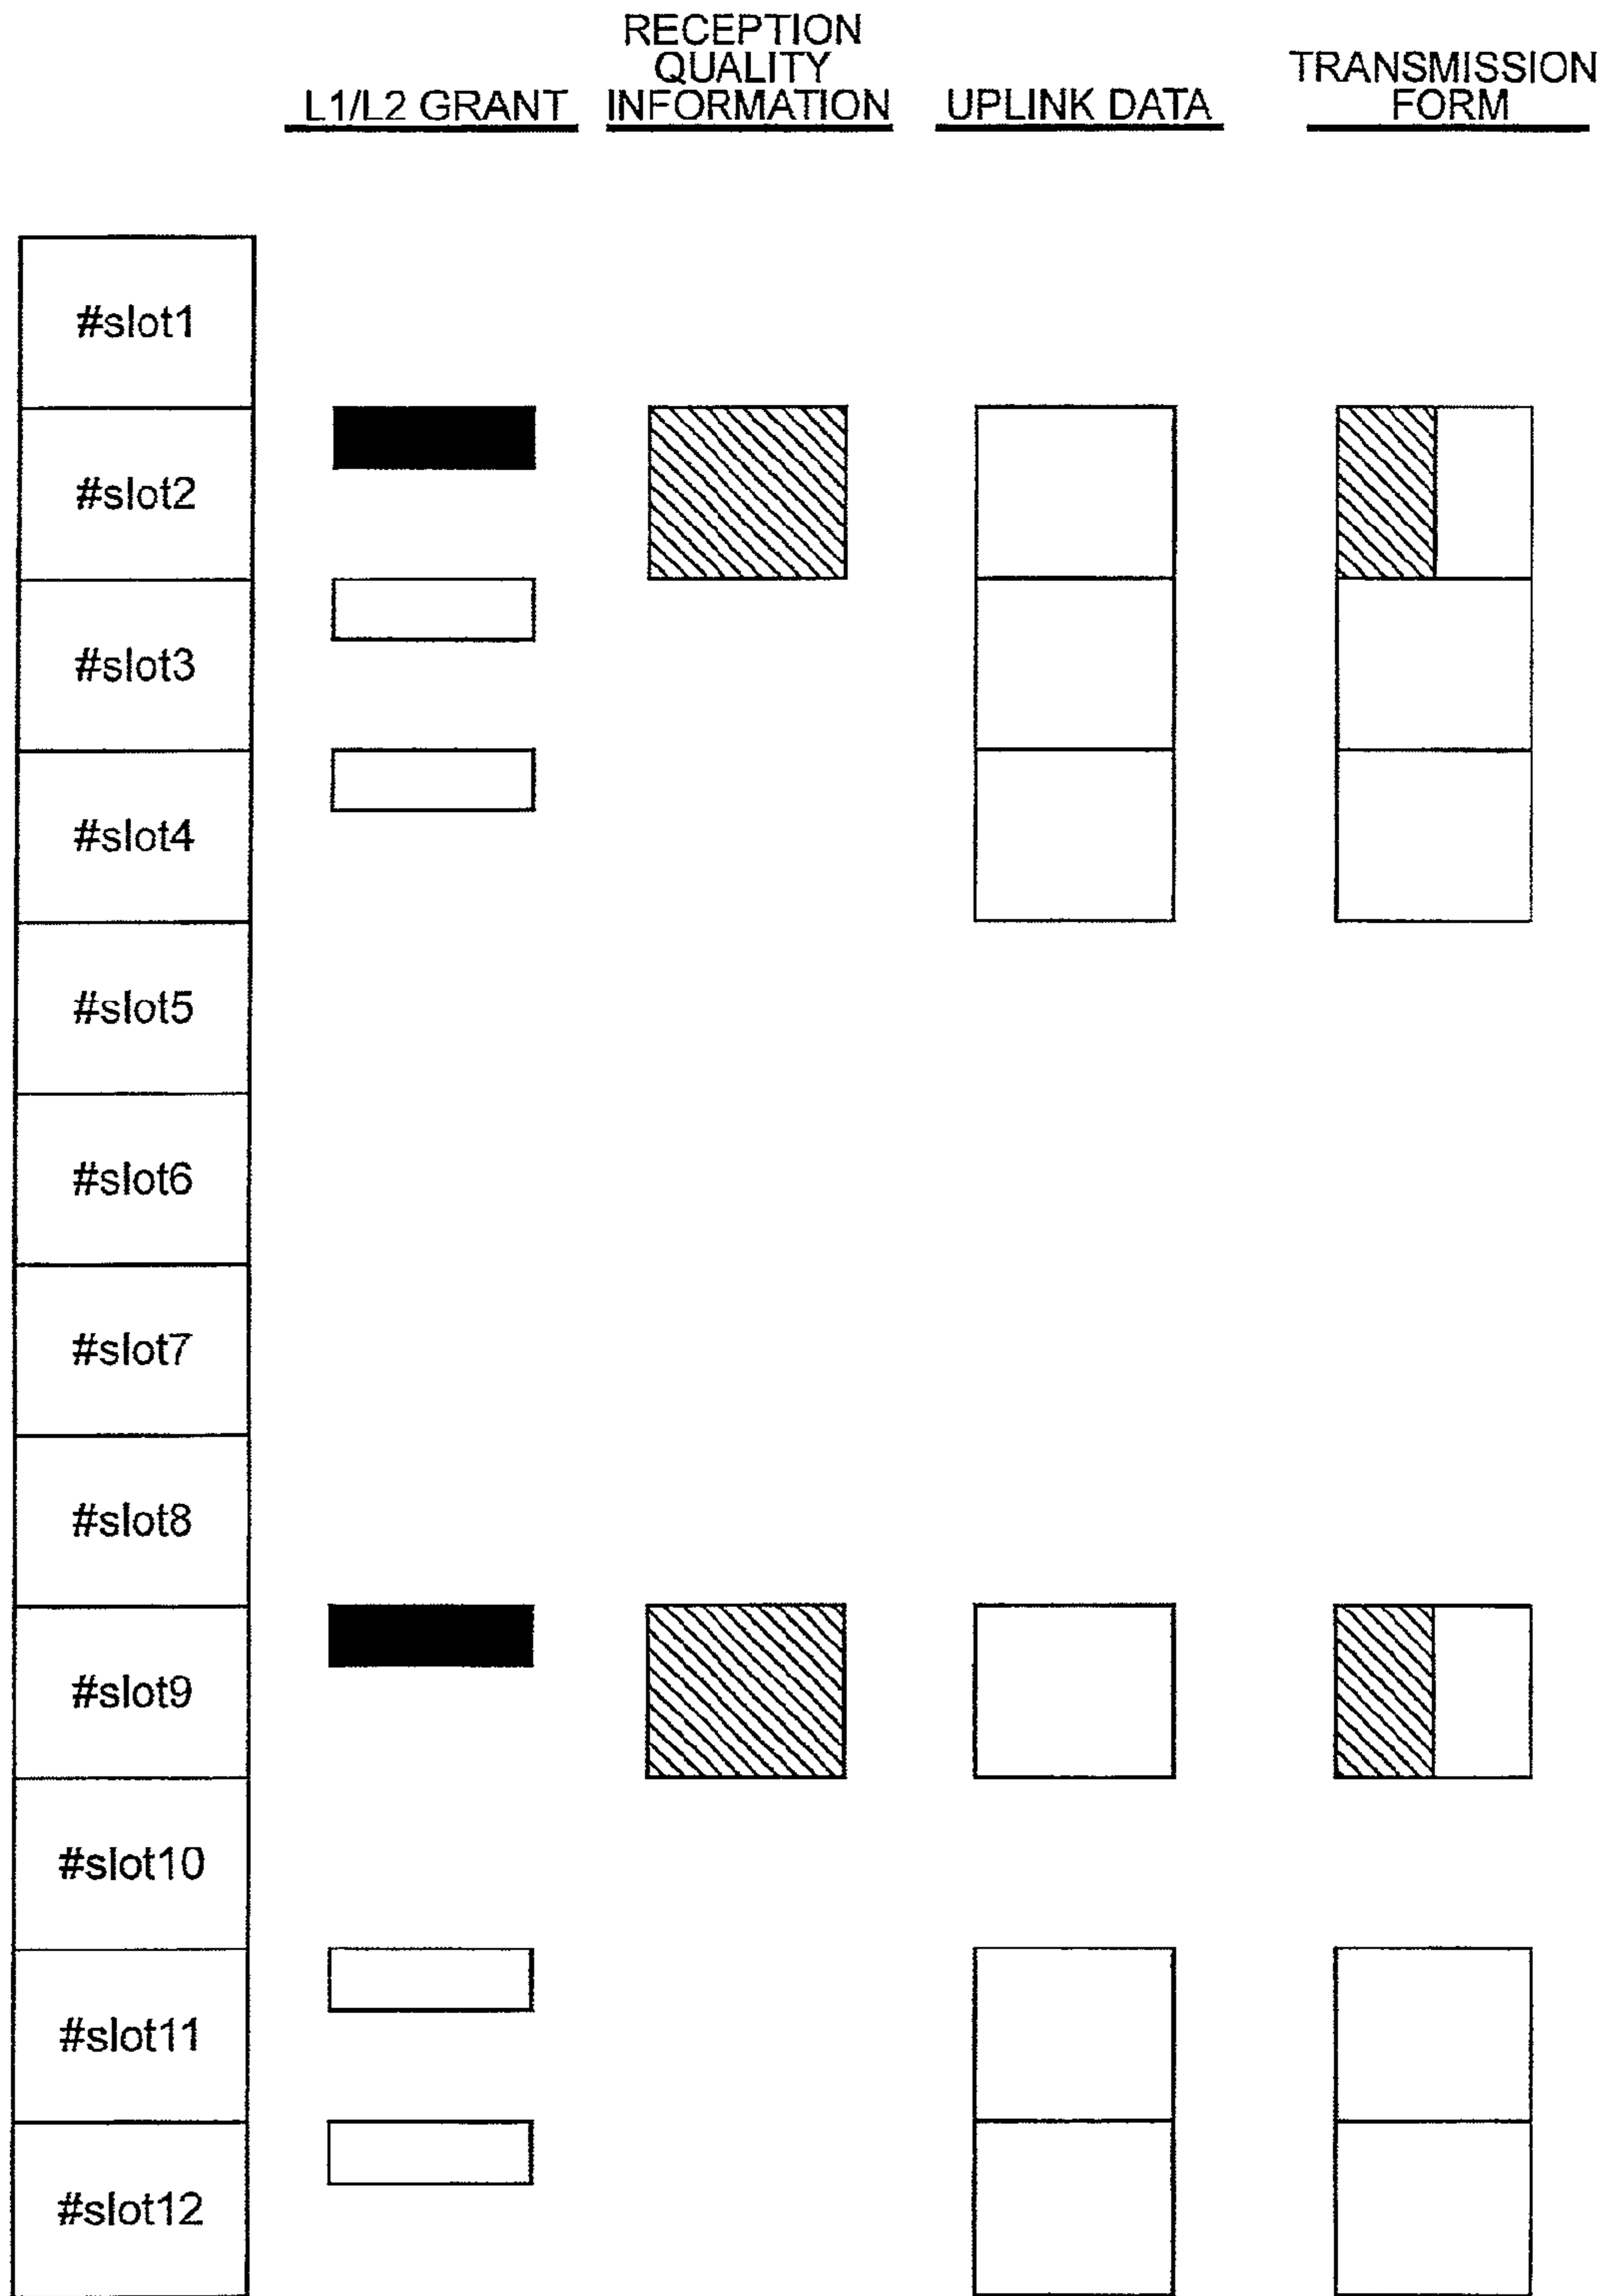 RECEPTION
QUALITY
INFORMATION
L1/L2 GRANT
UPLINK DATA
TRANSMISSION
FORM
#slot1
#slot2
#slot3
#slot4
#slot5
#slot6
#slot7
#slot8
#slot9
#slot10
#slot11
#slot12